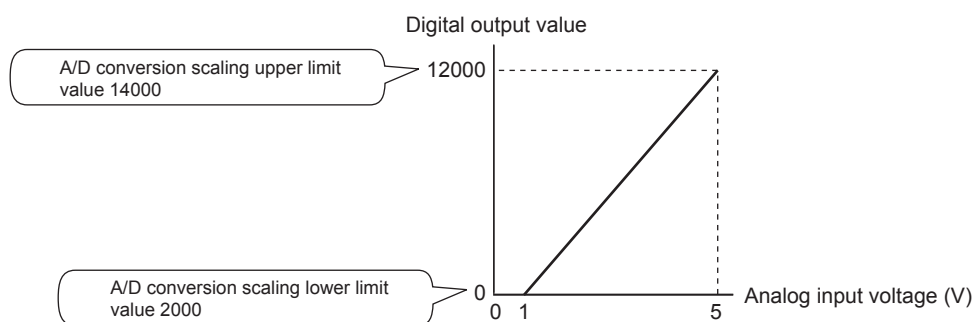 Digital output value
A/D conversion scaling upper limit
value 14000
12000
A/D conversion scaling lower limit
value 2000
0
0 1 5
Analog input voltage (V)